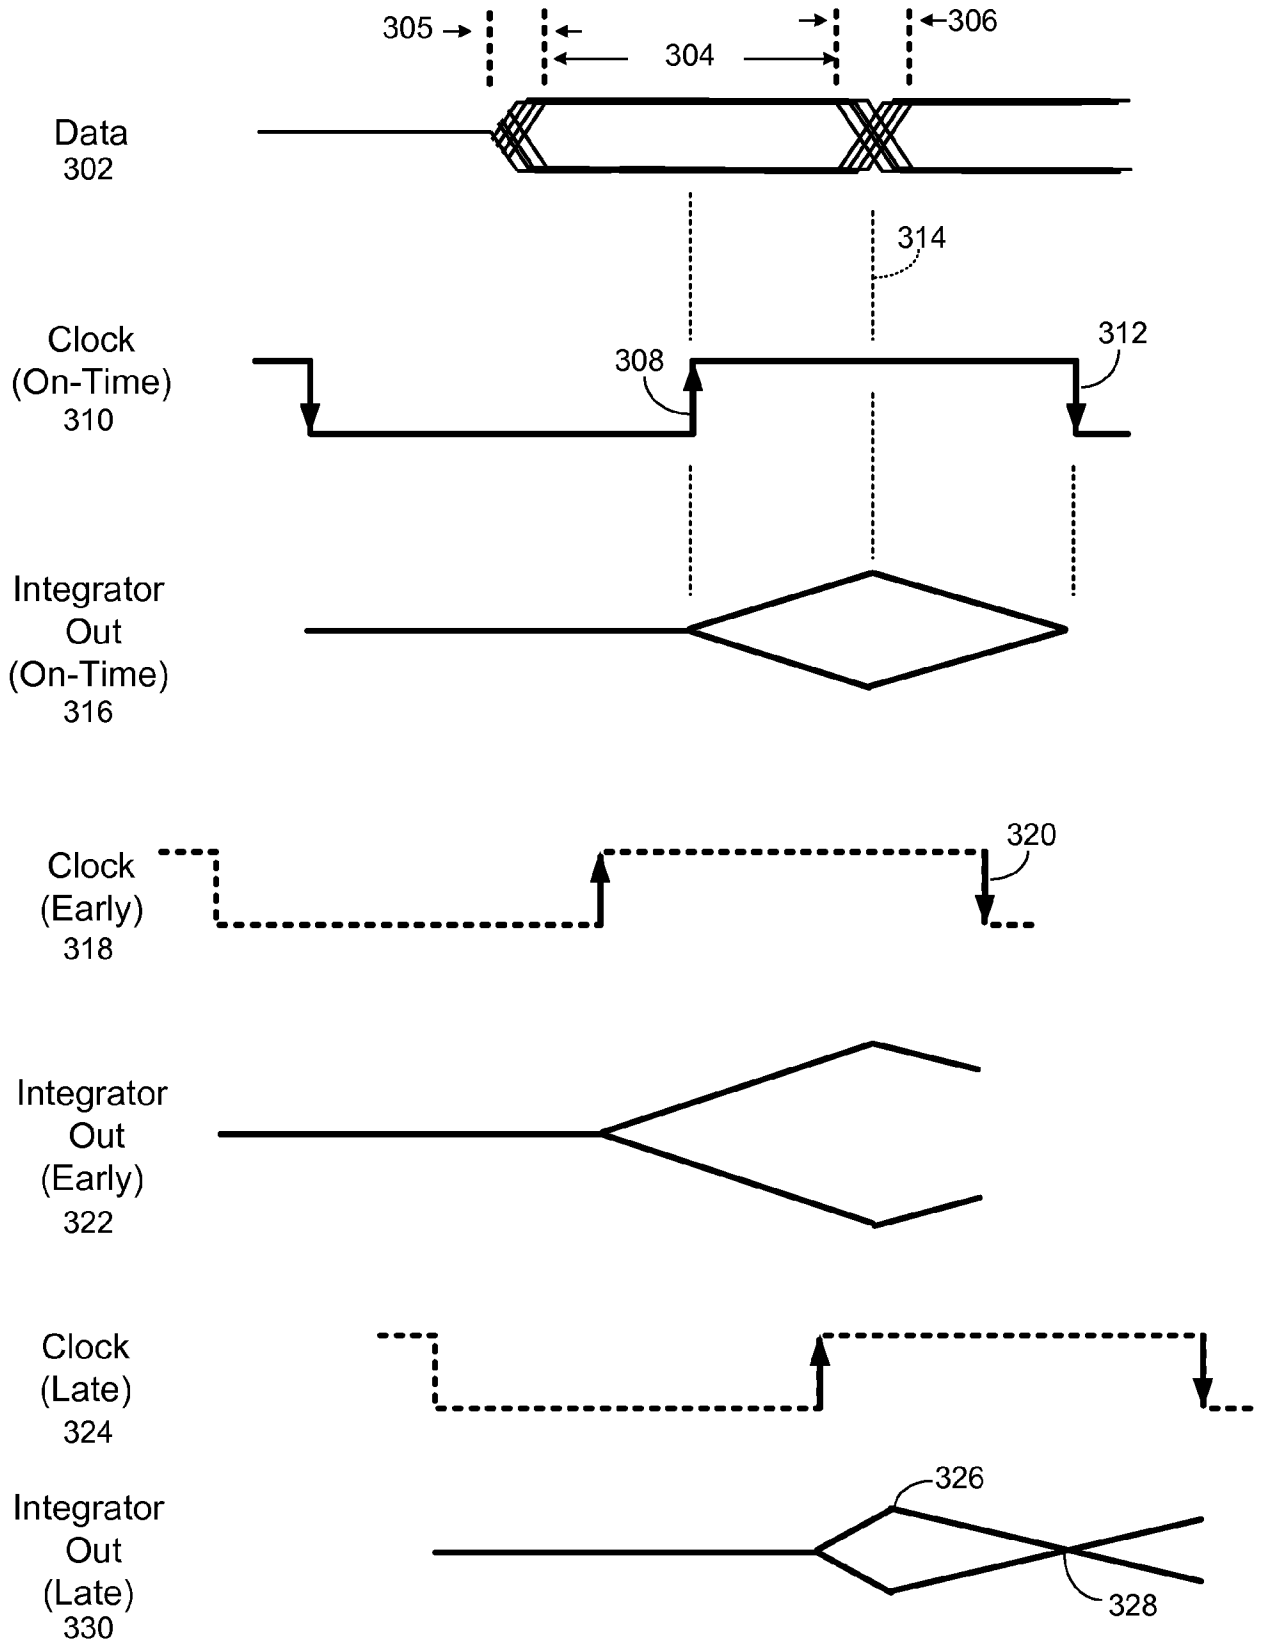 305
306
304
Data
302
314
Clock
(On-Time)
310
308
312
Integrator
Out
(On-Time)
316
Clock
(Early)
318
320
Integrator
Out
(Early)
322
Clock
(Late)
324
Integrator
Out
(Late)
330
326
328